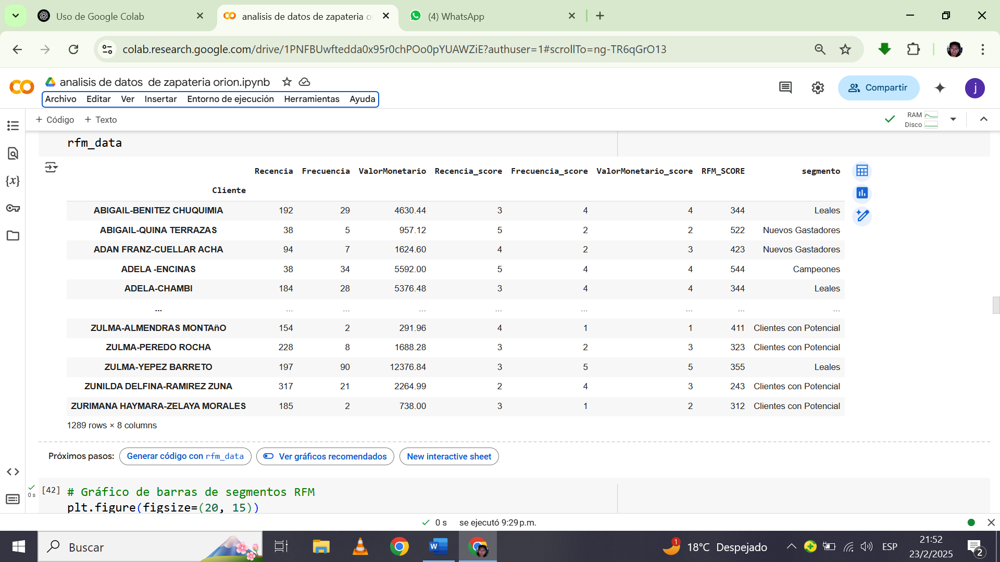 Uso de Google Colab
analisis de datos de zapateria o
(4) WhatsApp
colab.research.google.com/drive/1PNFBUwftedda0x95r0chPOo0pYUAWZiE?authuser=1#scrollTo=ng-TR6qGrO13
analisis de datos  de zapateria orion.ipynb
Archivo Editar Ver Insertar Entorno de ejecución Herramientas Ayuda
Compartir
j
+ Código + Texto
RAM
Disco
rfm_data
Recencia Frecuencia ValorMonetario Recencia_score Frecuencia_score ValorMonetario_score RFM_SCORE segmento
Cliente
ABIGAIL-BENITEZ CHUQUIMIA 192 29 4630.44 3 4 4 344 Leales
ABIGAIL-QUINA TERRAZAS 38 5 957.12 5 2 2 522 Nuevos Gastadores
ADAN FRANZ-CUELLAR ACHA 94 7 1624.60 4 2 3 423 Nuevos Gastadores
ADELA -ENCINAS 38 34 5592.00 5 4 4 544 Campeones
ADELA-CHAMBI 184 28 5376.48 3 4 4 344 Leales
... ... ... ... ... ... ... ... ...
ZULMA-ALMENDRAS MONTAñO 154 2 291.96 4 1 1 411 Clientes con Potencial
ZULMA-PEREDO ROCHA 228 8 1688.28 3 2 3 323 Clientes con Potencial
ZULMA-YEPEZ BARRETO 197 90 12376.84 3 5 5 355 Leales
ZUNILDA DELFINA-RAMIREZ ZUNA 317 21 2264.99 2 4 3 243 Clientes con Potencial
ZURIMANA HAYMARA-ZELAYA MORALES 185 2 738.00 3 1 2 312 Clientes con Potencial
1289 rows × 8 columns
Próximos pasos: Generar código con rfm_data Ver gráficos recomendados New interactive sheet
0 s [42] # Gráfico de barras de segmentos RFM
plt.figure(figsize=(20, 15))
0 s se ejecutó 9:29 p.m.
Buscar
1 18°C Despejado
ESP
21:52
23/2/2025
2